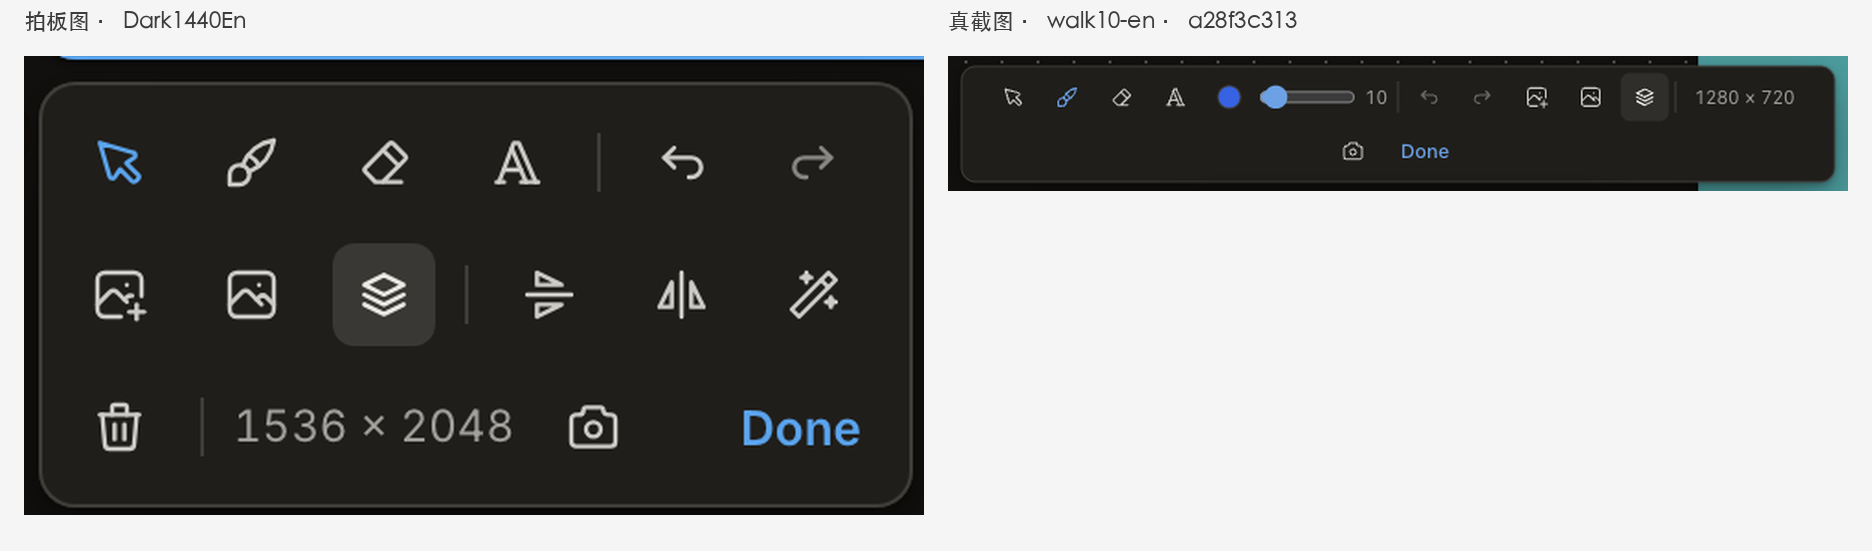 拍板图 · Dark1440En
真截图 · walk10-en · a28f3c313
1536 × 2048
Done
10
1280 × 720
Done